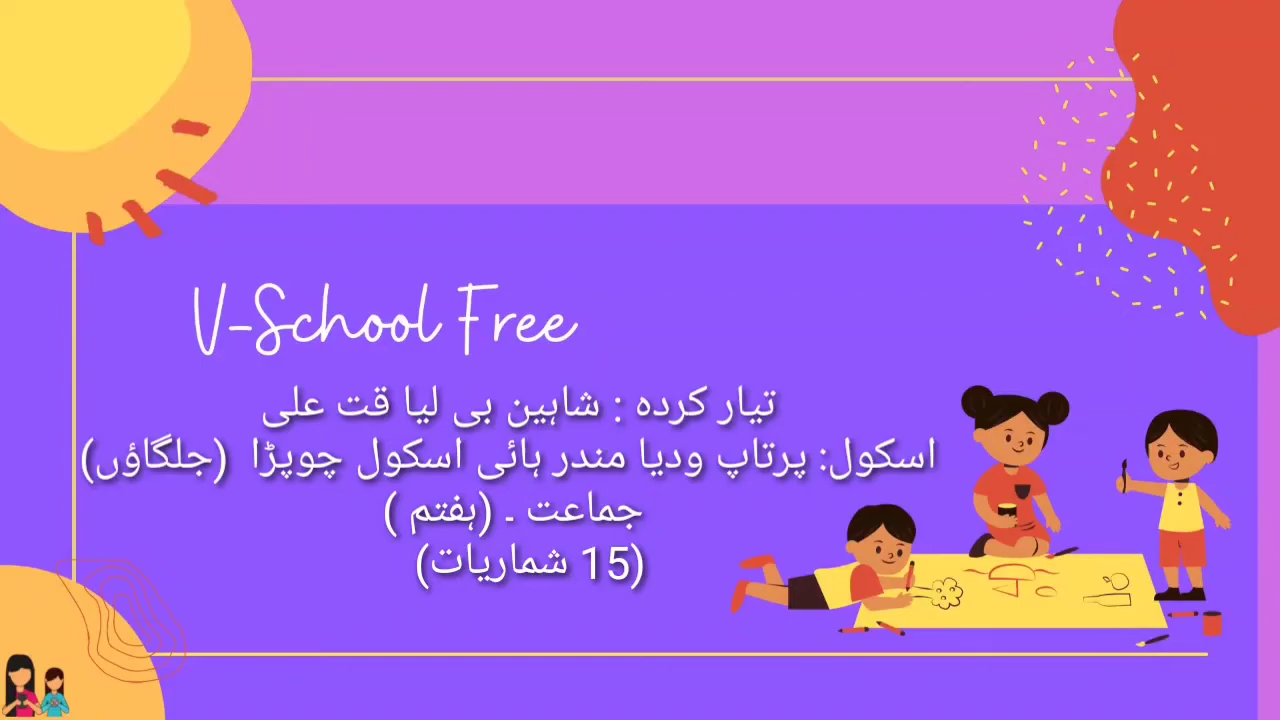 V-School Free
تیار کردہ : شاہین بی لیا قت علی
اسکول: پرتاپ ودیا مندر ہائی اسکول چوپڑا (جلگاؤں)
جماعت ۔ (ہفتم )
(15 شماریات)